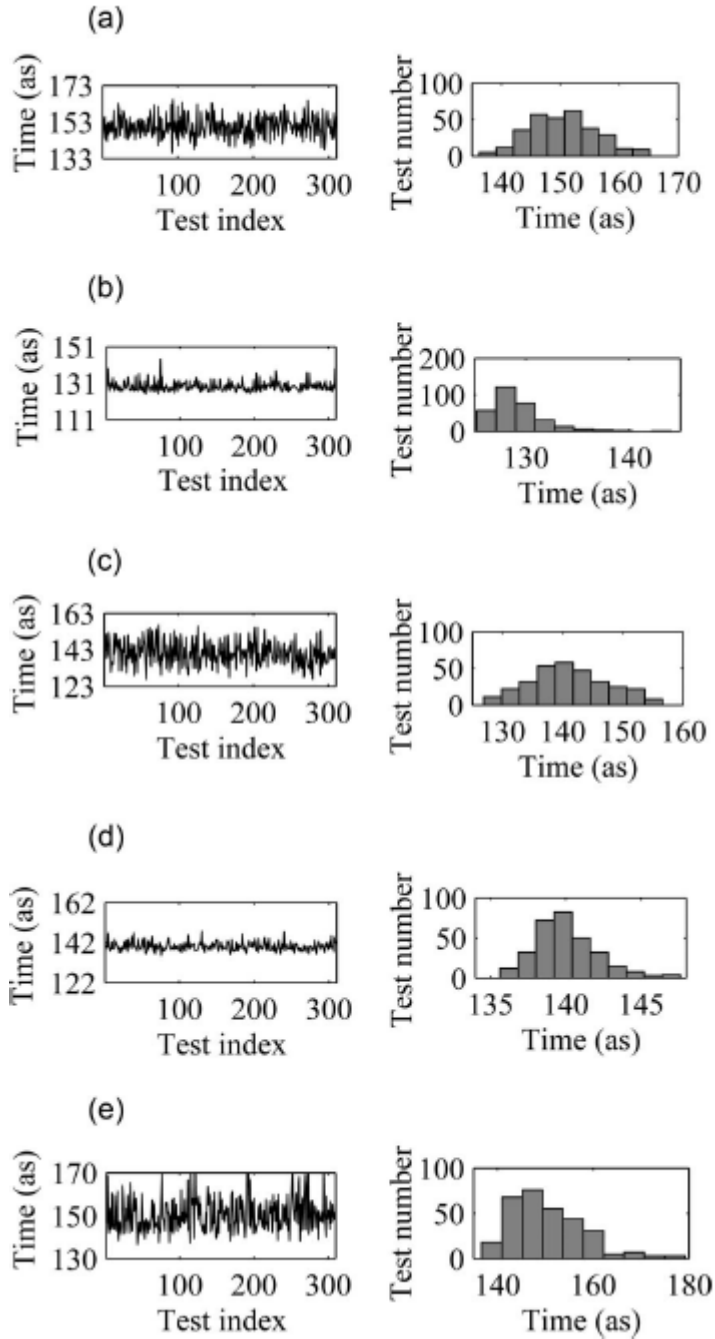 (a)
Time (as)
173
153
133
100 200 300
Test index
Test number
100
50
0
140 150 160 170
Time (as)
(b)
Time (as)
151
131
111
100 200 300
Test index
Test number
200
100
0
130 140
Time (as)
(c)
Time (as)
163
143
123
100 200 300
Test index
Test number
100
50
0
130 140 150 160
Time (as)
(d)
Time (as)
162
142
122
100 200 300
Test index
Test number
100
50
0
135 140 145
Time (as)
(e)
Time (as)
170
150
130
100 200 300
Test index
Test number
100
50
0
140 160 180
Time (as)